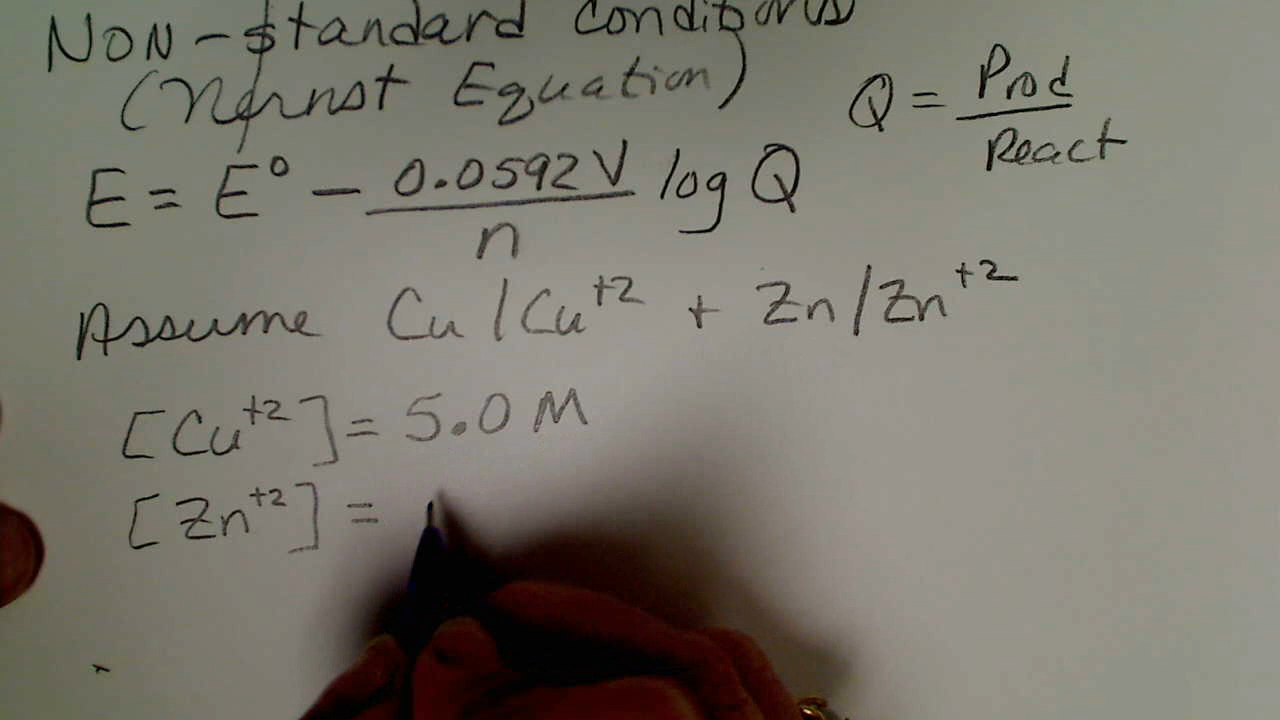 Non-standard conditions
(Nernst Equation)
Q = Prod / React
E = E° - 0.0592 V / n log Q
Assume Cu/Cu⁺² + Zn/Zn⁺²
[Cu⁺²] = 5.0 M
[Zn⁺²] =